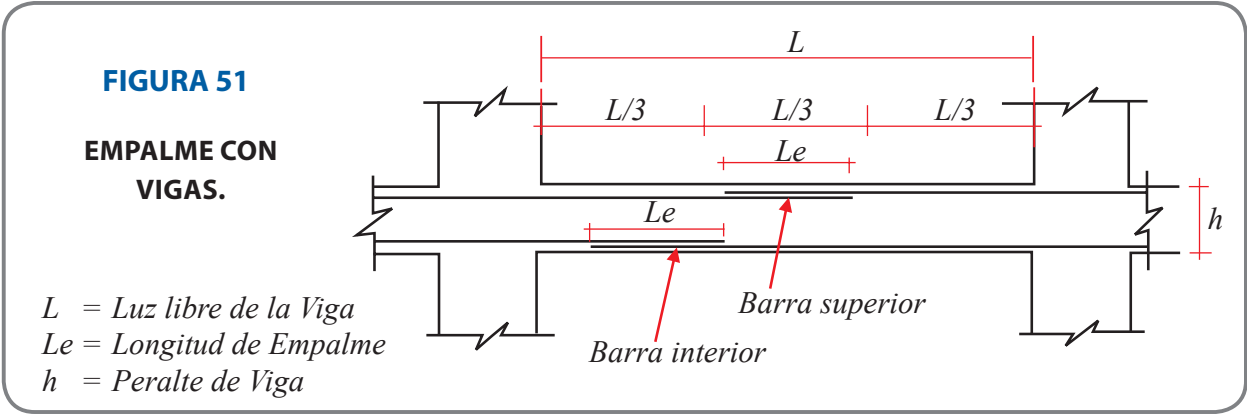 FIGURA 51
EMPALME CON
VIGAS.
L
L/3 L/3 L/3
Le
Le
h
Barra superior
Barra interior
L = Luz libre de la Viga
Le = Longitud de Empalme
h = Peralte de Viga